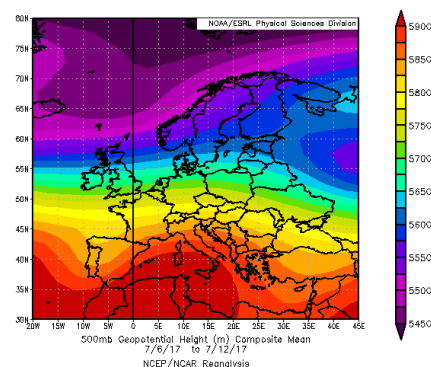 NOAA/ESRL Physical Sciences Division
80N
75N
70N
65N
60N
55N
50N
45N
40N
35N
30N
20W 15W 10W 5W 0 5E 10E 15E 20E 25E 30E 35E 40E 45E
5900
5850
5800
5750
5700
5650
5600
5550
5500
5450
500mb Geopotential Height (m) Composite Mean
7/6/17 to 7/12/17
NCEP/NCAR Reanalysis